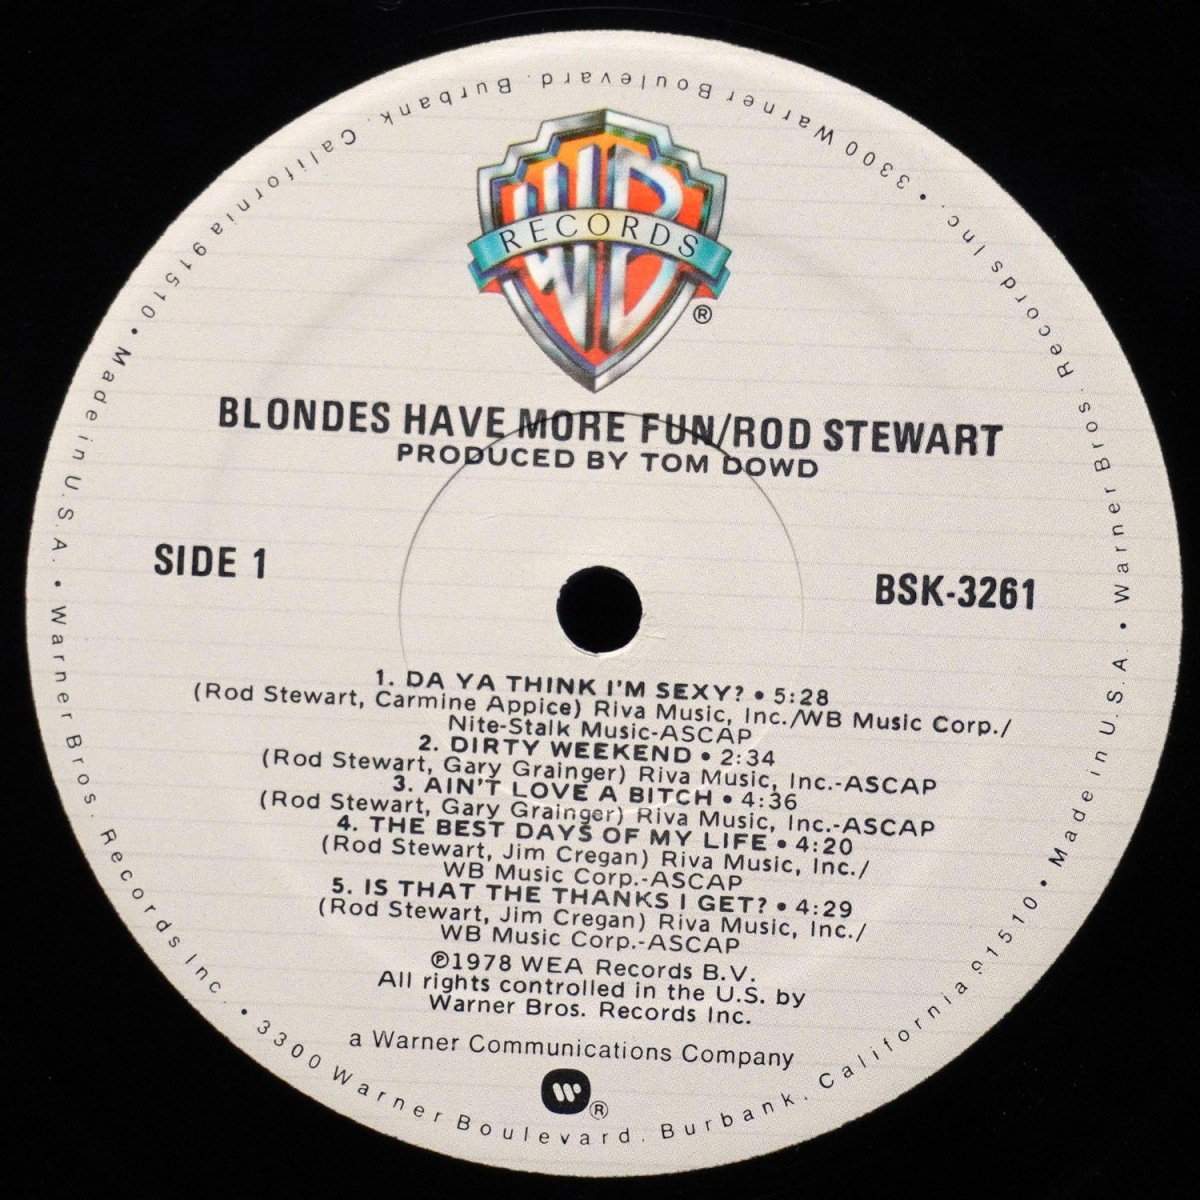 WB
RECORDS
®
BLONDES HAVE MORE FUN/ROD STEWART
PRODUCED BY TOM DOWD
SIDE 1
BSK-3261
1. DA YA THINK I'M SEXY? • 5:28
(Rod Stewart, Carmine Appice) Riva Music, Inc./WB Music Corp./
Nite-Stalk Music-ASCAP
2. DIRTY WEEKEND • 2:34
(Rod Stewart, Gary Grainger) Riva Music, Inc.-ASCAP
3. AIN'T LOVE A BITCH • 4:36
(Rod Stewart, Gary Grainger) Riva Music, Inc.-ASCAP
4. THE BEST DAYS OF MY LIFE • 4:20
(Rod Stewart, Jim Cregan) Riva Music, Inc./
WB Music Corp.-ASCAP
5. IS THAT THE THANKS I GET? • 4:29
(Rod Stewart, Jim Cregan) Riva Music, Inc./
WB Music Corp.-ASCAP
℗1978 WEA Records B.V.
All rights controlled in the U.S. by
Warner Bros. Records Inc.
a Warner Communications Company
®
• Warner Bros. Records Inc. • 3300 Warner Boulevard. Burbank. California 91510 • Made in U.S.A. • Warner Bros. Records Inc. • 3300 Warner Boulevard. Burbank. California 91510 • Made in U.S.A.